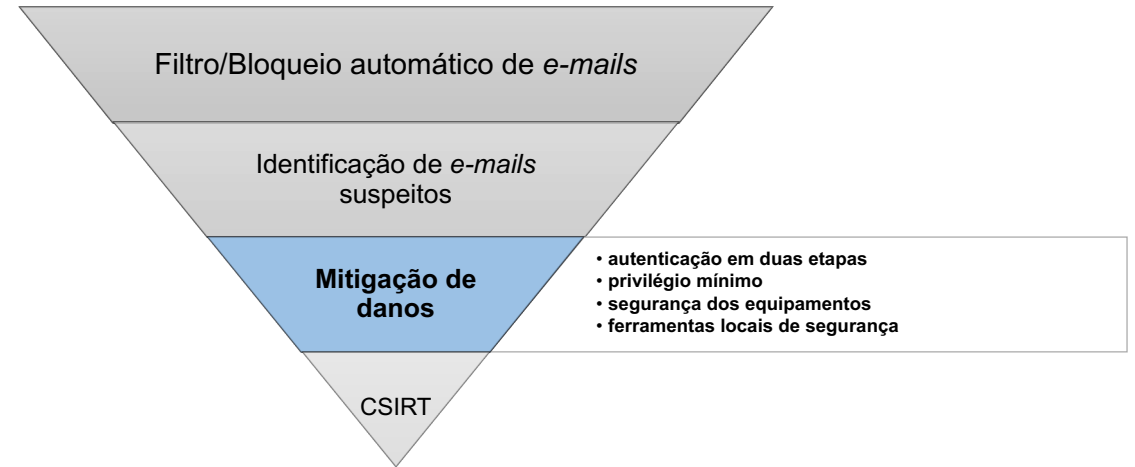 Filtro/Bloqueio automático de e-mails
Identificação de e-mails
suspeitos
Mitigação de
danos
• autenticação em duas etapas
• privilégio mínimo
• segurança dos equipamentos
• ferramentas locais de segurança
CSIRT